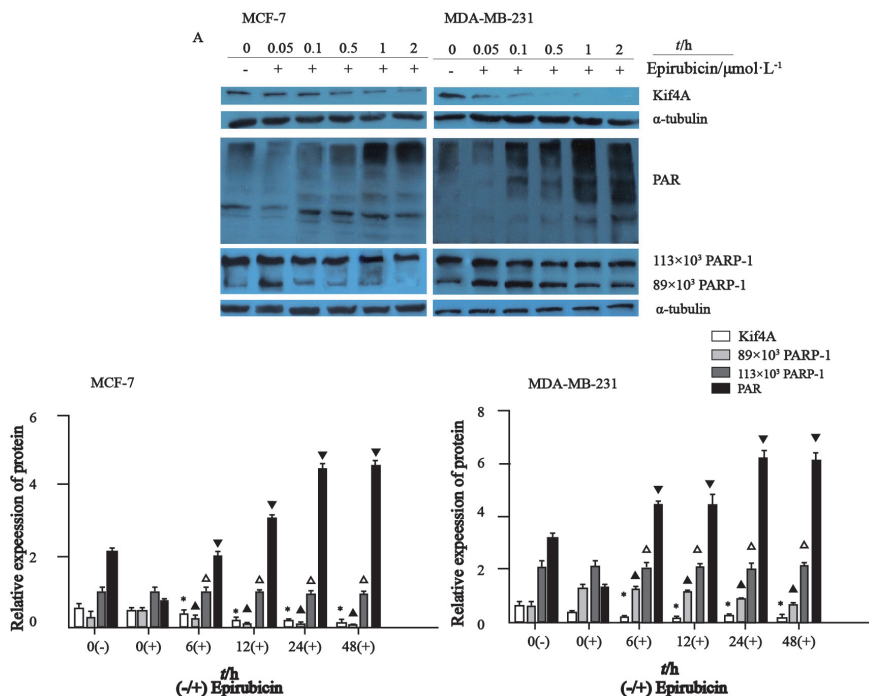 MCF-7 MDA-MB-231
A
0 0.05 0.1 0.5 1 2 0 0.05 0.1 0.5 1 2 t/h
- + + + + + - + + + + + Epirubicin/μmol·L⁻¹
Kif4A
α-tubulin
PAR
113×10³ PARP-1
89×10³ PARP-1
α-tubulin
Kif4A
89×10³ PARP-1
113×10³ PARP-1
PAR
MCF-7
Relative expeession of protein
6
4
2
0
* * * *
0(-) 0(+) 6(+) 12(+) 24(+) 48(+)
t/h
(-/+) Epirubicin
MDA-MB-231
Relative expeession of protein
8
6
4
2
0
* * * *
0(-) 0(+) 6(+) 12(+) 24(+) 48(+)
t/h
(-/+) Epirubicin